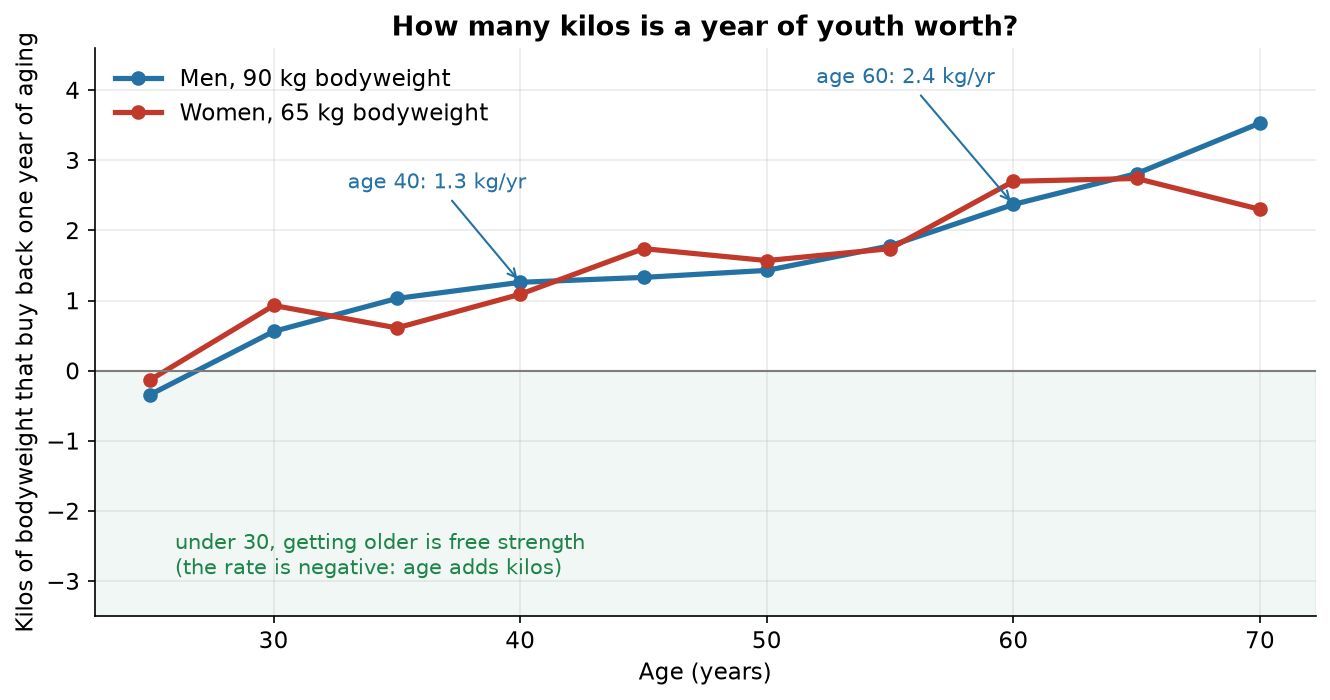 How many kilos is a year of youth worth?
Kilos of bodyweight that buy back one year of aging
Men, 90 kg bodyweight
Women, 65 kg bodyweight
age 60: 2.4 kg/yr
age 40: 1.3 kg/yr
4
3
2
1
0
−1
−2
−3
under 30, getting older is free strength
(the rate is negative: age adds kilos)
30 40 50 60 70
Age (years)